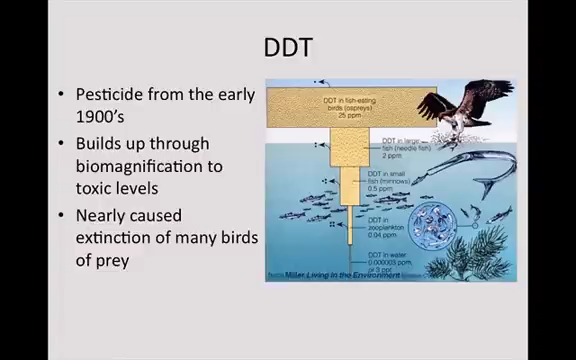 DDT
• Pesticide from the early
1900's
• Builds up through
biomagnification to
toxic levels
• Nearly caused
extinction of many birds
of prey
DDT in fish-eating
birds (ospreys)
25 ppm
DDT in large
fish (needle fish)
2 ppm
DDT in small
fish (minnows)
0.5 ppm
DDT in
zooplankton
0.04 ppm
DDT in water
0.000003 ppm,
or 3 ppt
Miller, Living in the Environment